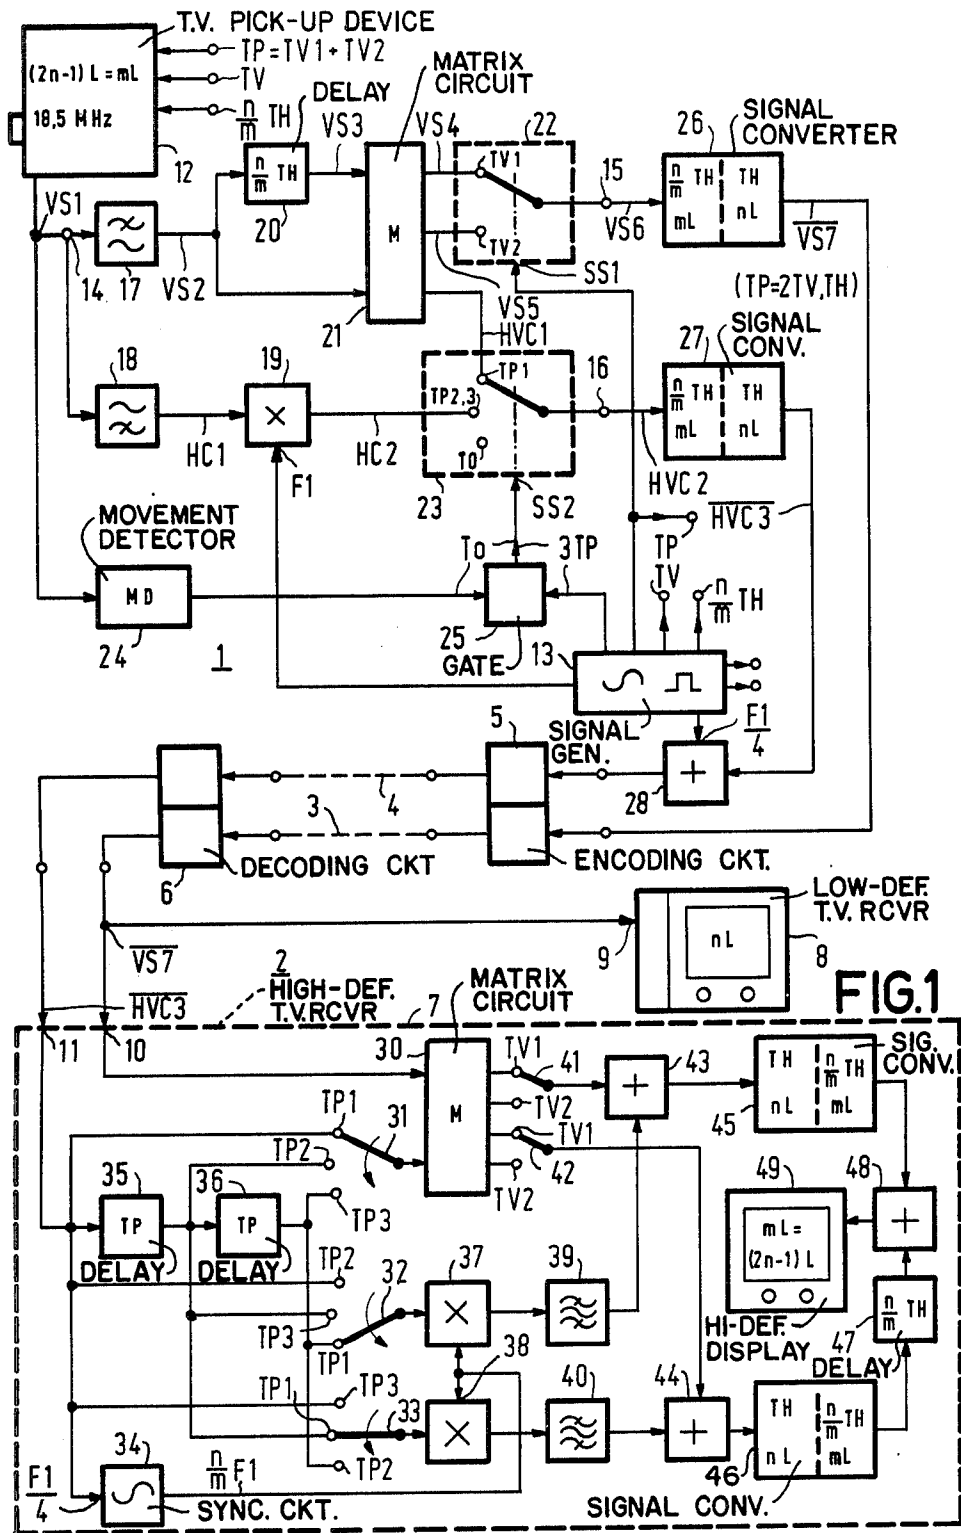 T.V. PICK-UP DEVICE
TP=TV1+TV2
(2n-1) L = mL
TV
18,5 MHz
n/m TH
12
DELAY
VS3
MATRIX
CIRCUIT
VS4
22
26
SIGNAL
CONVERTER
n/m TH
20
TV1
15
n/m TH
TH
mL
nL
VS1
14
17
VS2
M
TV2
VS6
VS7
SS1
VS5
21
HVC1
(TP=2TV,TH)
SIGNAL
CONV.
27
18
19
TP1
16
n/m TH
TH
TP2,3
mL
nL
×
HC1
HC2
TO
F1
23
SS2
HVC2
HVC3
MOVEMENT
DETECTOR
To
3TP
TP
TV
n/m TH
MD
24
1
25
GATE
13
SIGNAL
GEN.
F1/4
5
+
28
4
3
DECODING CKT
6
ENCODING CKT.
LOW-DEF.
T.V. RCVR
nL
9
8
VS7
HVC3
2
HIGH-DEF.
T.V.RCVR
7
MATRIX
CIRCUIT
FIG.1
11
10
30
TV1
41
43
SIG.
CONV.
TH
n/m TH
nL
mL
+
TP1
31
M
TV2
TV1
45
TP2
42
TV2
35
36
49
48
TP
TP
TP3
mL=
(2n-1) L
+
DELAY
DELAY
TP2
32
37
39
×
n/m TH
TP3
TP1
HI-DEF.
DISPLAY
47
DELAY
38
TP1
TP3
33
40
44
TH
n/m TH
×
+
nL
mL
34
TP2
46
F1/4
n/m F1
SYNC. CKT.
SIGNAL CONV.